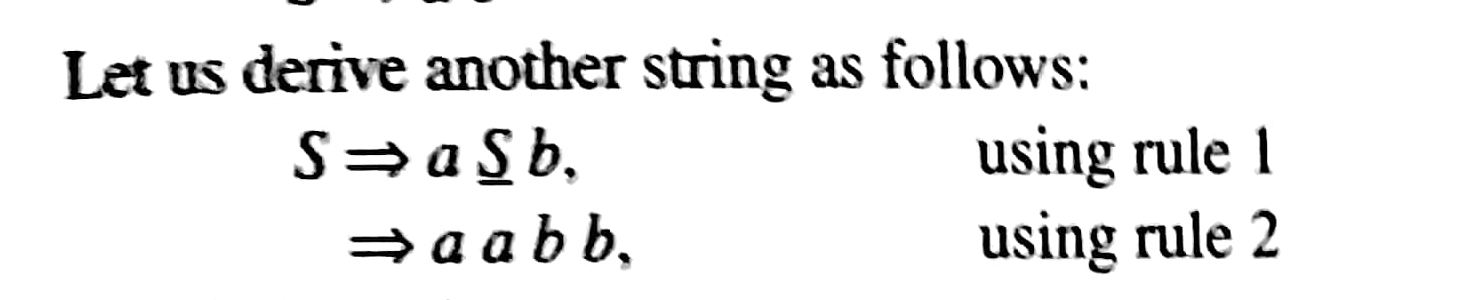 Let us derive another string as follows:
S ⇒ a S b, using rule 1
⇒ a a b b, using rule 2